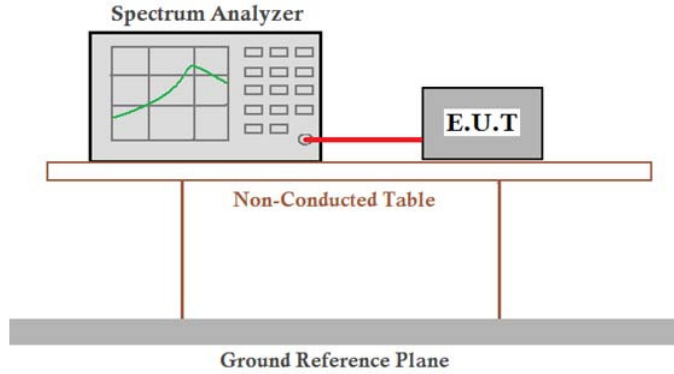 Spectrum Analyzer
E.U.T
Non-Conducted Table
Ground Reference Plane